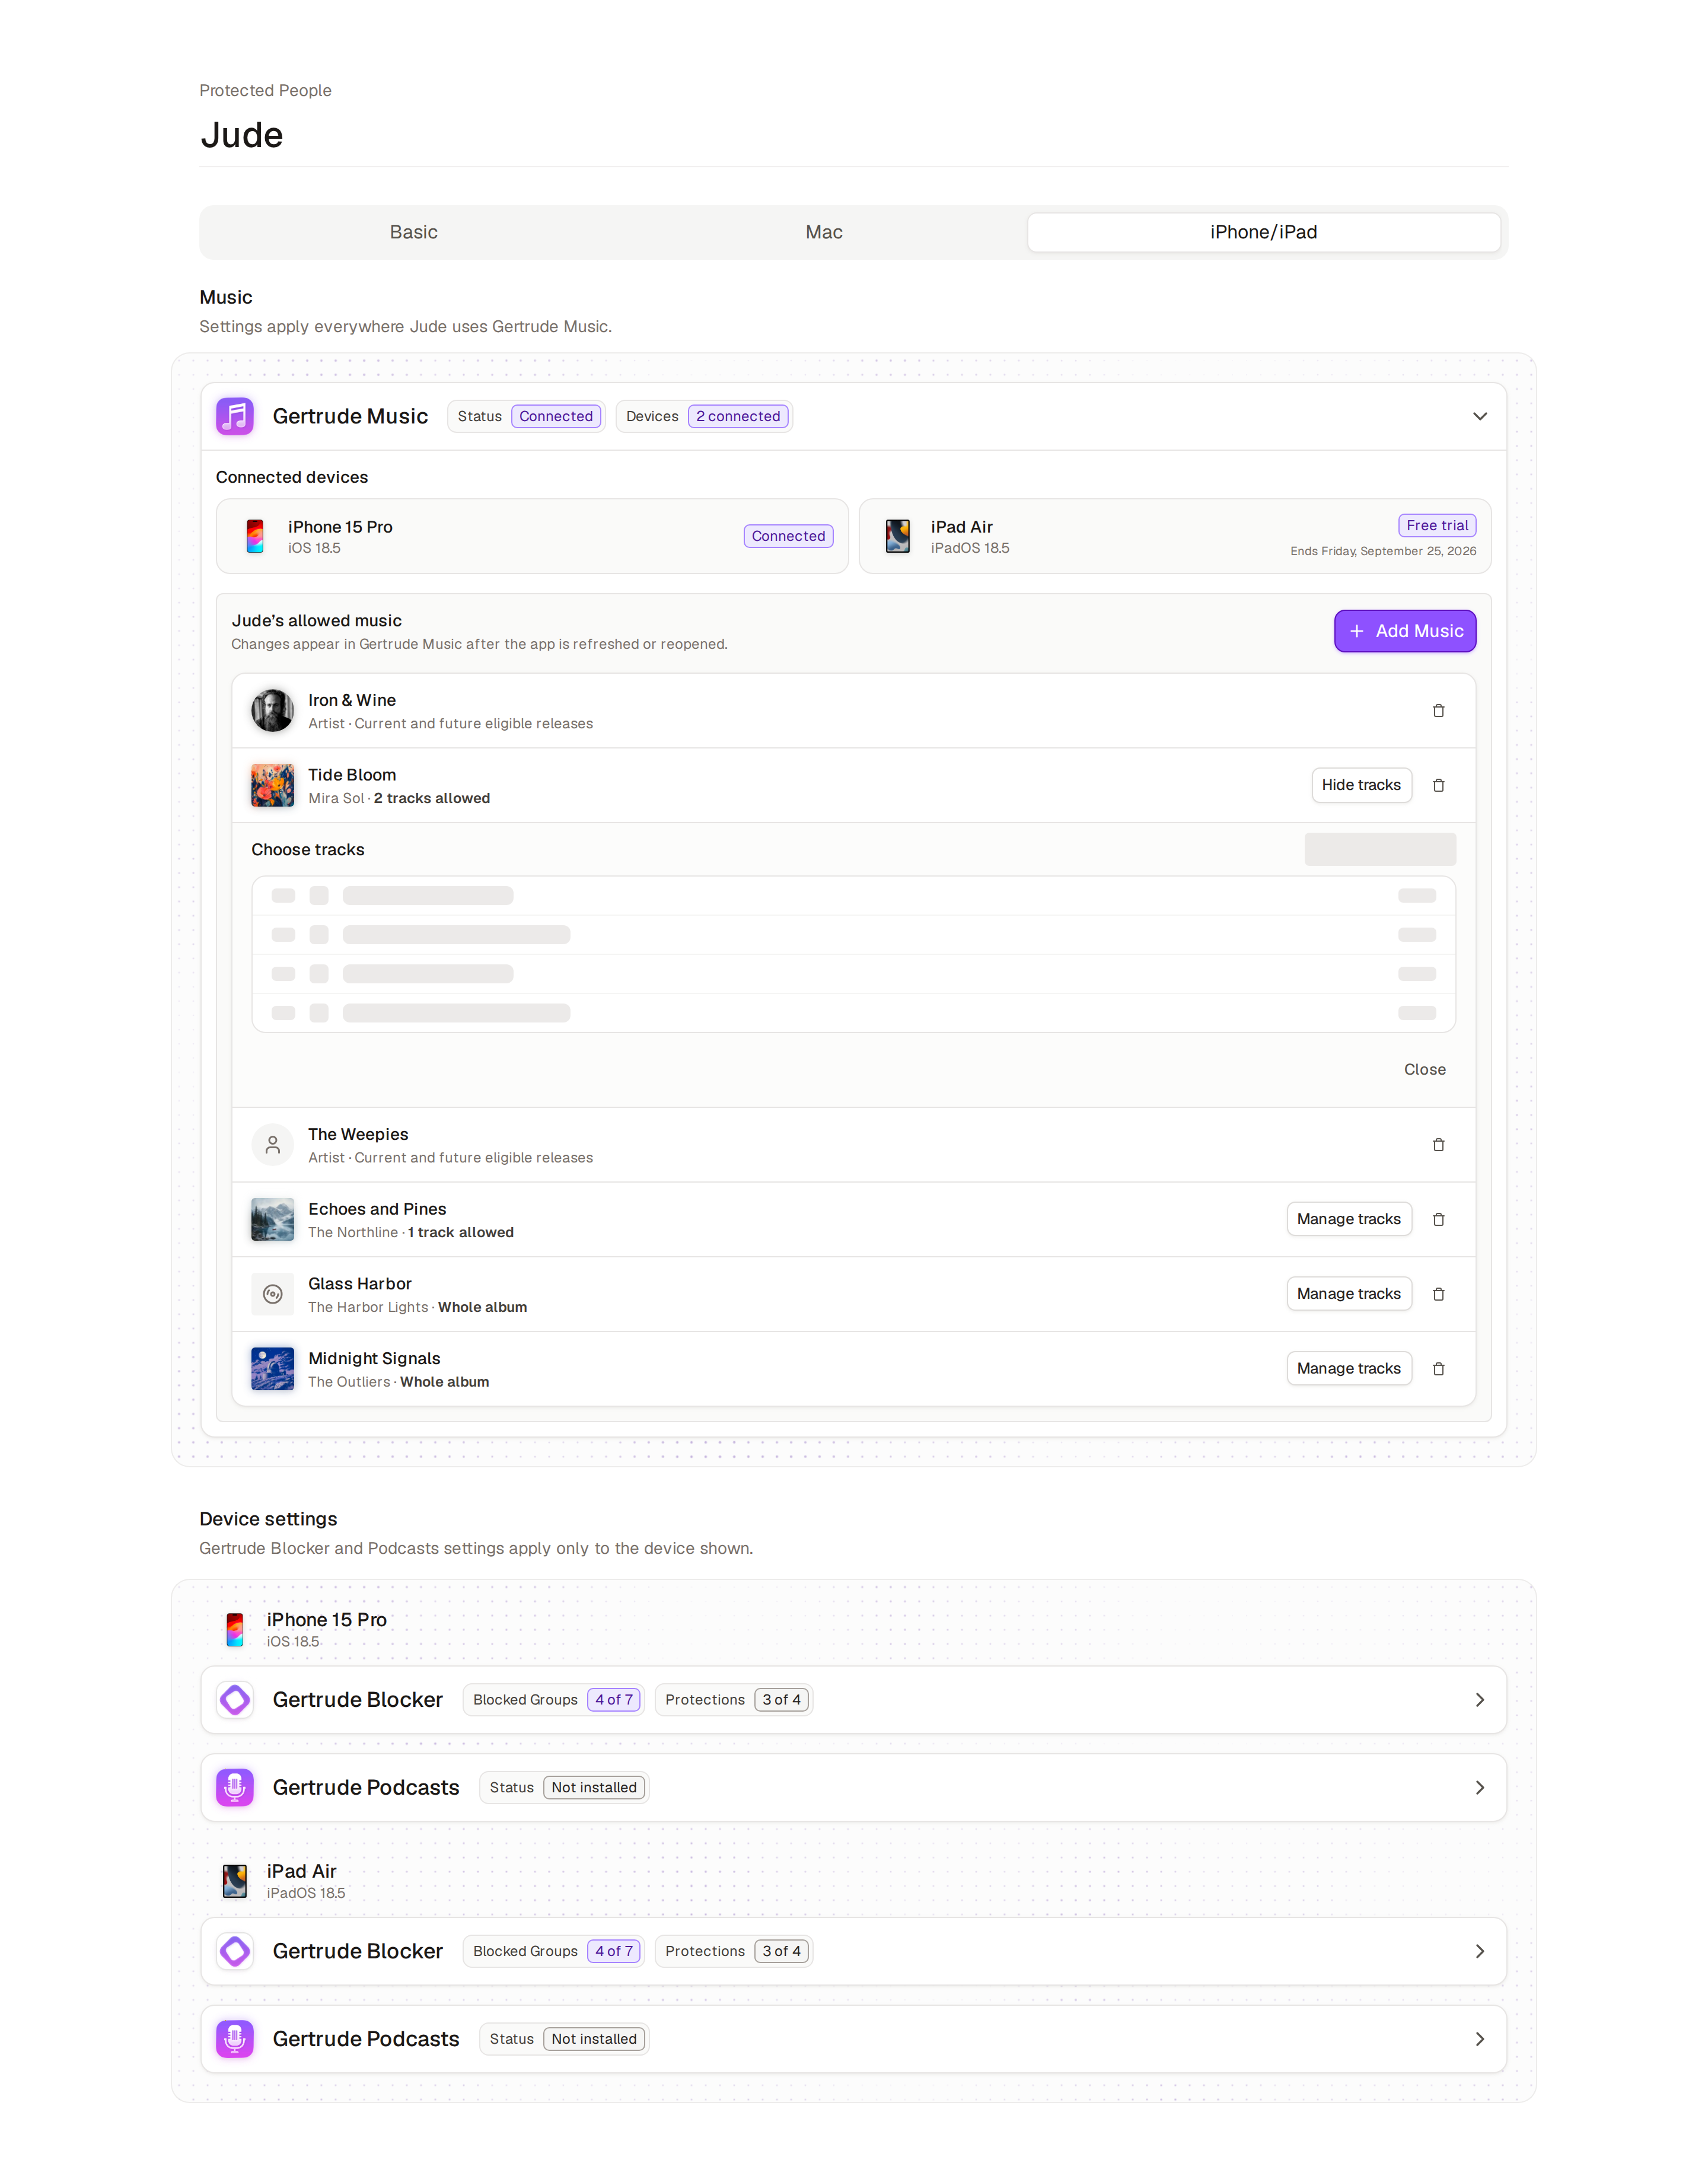 Protected People
Jude
Basic
Mac
iPhone/iPad
Music
Settings apply everywhere Jude uses Gertrude Music.
Gertrude Music
Status Connected
Devices 2 connected
Connected devices
iPhone 15 Pro
iOS 18.5
Connected
iPad Air
iPadOS 18.5
Free trial
Ends Friday, September 25, 2026
Jude’s allowed music
Changes appear in Gertrude Music after the app is refreshed or reopened.
Add Music
Iron & Wine
Artist · Current and future eligible releases
Tide Bloom
Mira Sol · 2 tracks allowed
Hide tracks
Choose tracks
Close
The Weepies
Artist · Current and future eligible releases
Echoes and Pines
The Northline · 1 track allowed
Manage tracks
Glass Harbor
The Harbor Lights · Whole album
Manage tracks
Midnight Signals
The Outliers · Whole album
Manage tracks
Device settings
Gertrude Blocker and Podcasts settings apply only to the device shown.
iPhone 15 Pro
iOS 18.5
Gertrude Blocker
Blocked Groups 4 of 7
Protections 3 of 4
Gertrude Podcasts
Status Not installed
iPad Air
iPadOS 18.5
Gertrude Blocker
Blocked Groups 4 of 7
Protections 3 of 4
Gertrude Podcasts
Status Not installed